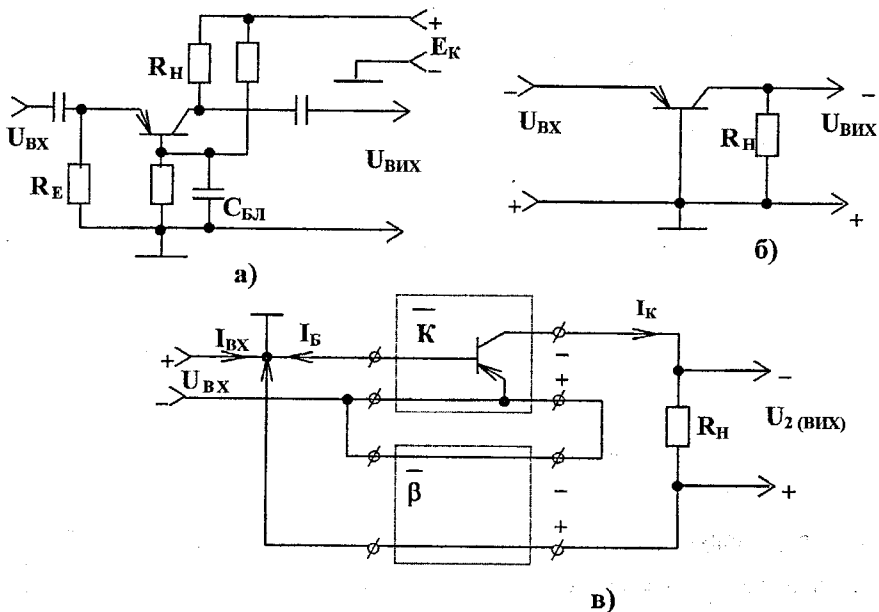 +
E_К
−
R_Н
U_ВХ
R_Е
C_БЛ
U_ВИХ
а)
−
U_ВХ
+
R_Н
−
U_ВИХ
+
б)
K̅
I_К
I_ВХ
I_Б
+
U_ВХ
−
−
+
−
R_Н
U_2 (ВИХ)
+
β̅
−
+
в)